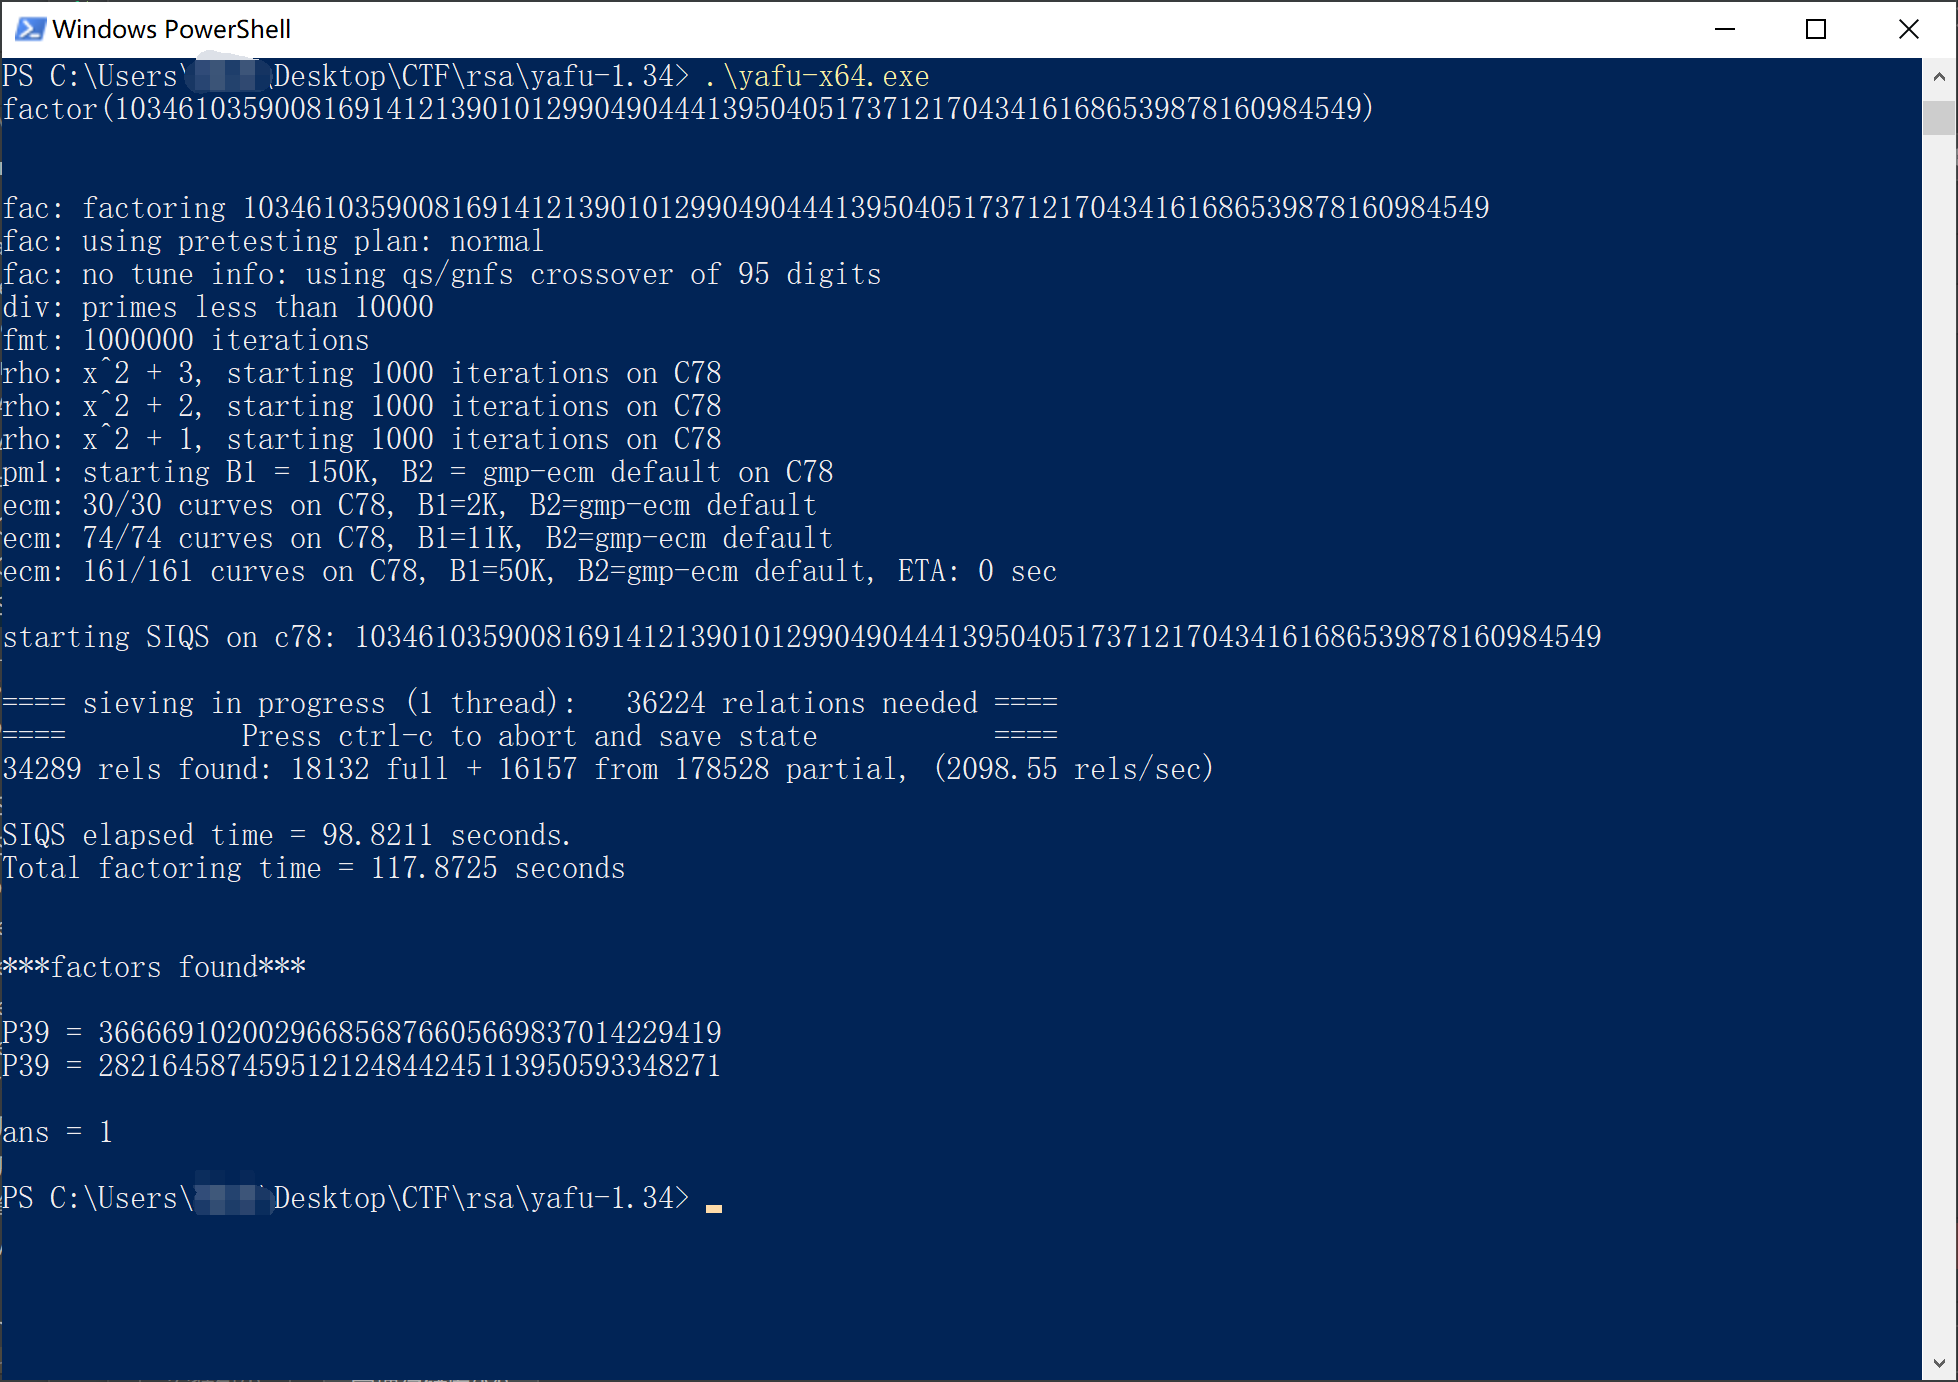 Windows PowerShell
PS C:\Users\ \Desktop\CTF\rsa\yafu-1.34> .\yafu-x64.exe
factor(103461035900816914121390101299049044413950405173712170434161686539878160984549)
fac: factoring 103461035900816914121390101299049044413950405173712170434161686539878160984549
fac: using pretesting plan: normal
fac: no tune info: using qs/gnfs crossover of 95 digits
div: primes less than 10000
fmt: 1000000 iterations
rho: x^2 + 3, starting 1000 iterations on C78
rho: x^2 + 2, starting 1000 iterations on C78
rho: x^2 + 1, starting 1000 iterations on C78
pm1: starting B1 = 150K, B2 = gmp-ecm default on C78
ecm: 30/30 curves on C78, B1=2K, B2=gmp-ecm default
ecm: 74/74 curves on C78, B1=11K, B2=gmp-ecm default
ecm: 161/161 curves on C78, B1=50K, B2=gmp-ecm default, ETA: 0 sec
starting SIQS on c78: 103461035900816914121390101299049044413950405173712170434161686539878160984549
==== sieving in progress (1 thread):   36224 relations needed ====
====           Press ctrl-c to abort and save state           ====
34289 rels found: 18132 full + 16157 from 178528 partial, (2098.55 rels/sec)
SIQS elapsed time = 98.8211 seconds.
Total factoring time = 117.8725 seconds
***factors found***
P39 = 366669102002966856876605669837014229419
P39 = 282164587459512124844245113950593348271
ans = 1
PS C:\Users\ Desktop\CTF\rsa\yafu-1.34>